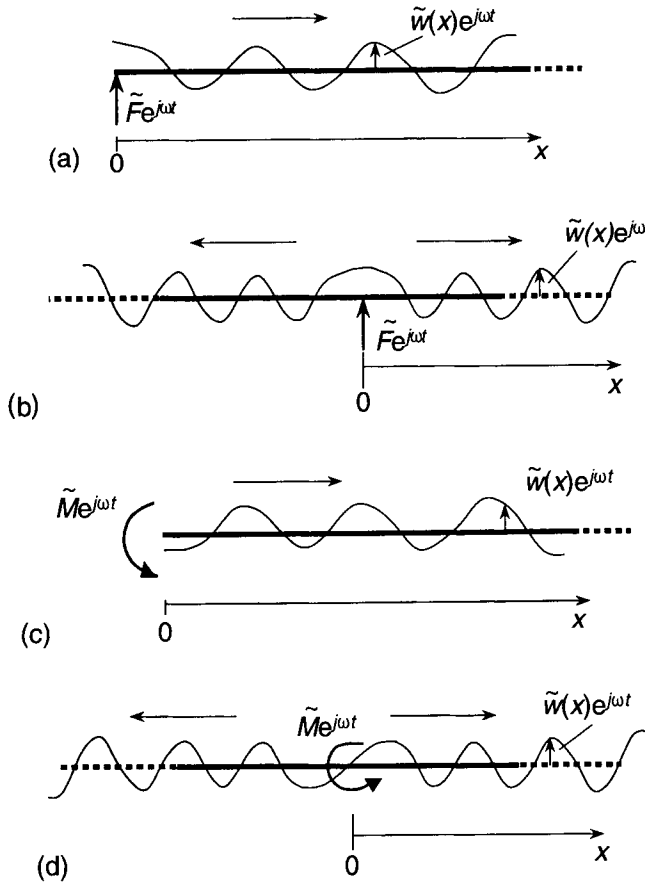 w̃(x)e^{jωt}
F̃e^{jωt}
(a)
0
x
w̃(x)e^{jω}
F̃e^{jωt}
(b)
0
x
M̃e^{jωt}
w̃(x)e^{jωt}
(c)
0
x
M̃e^{jωt}
w̃(x)e^{jωt}
(d)
0
x